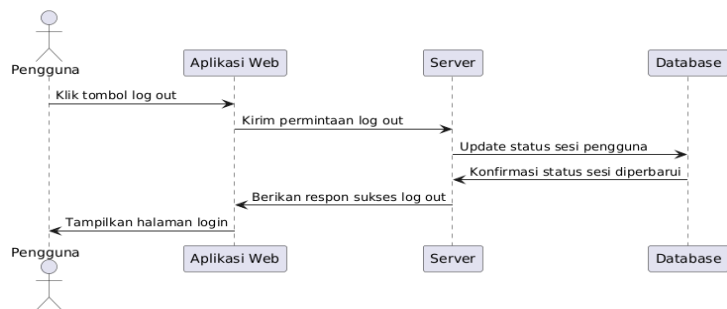 Pengguna
Aplikasi Web
Server
Database
Klik tombol log out
Kirim permintaan log out
Update status sesi pengguna
Konfirmasi status sesi diperbarui
Berikan respon sukses log out
Tampilkan halaman login
Pengguna
Aplikasi Web
Server
Database